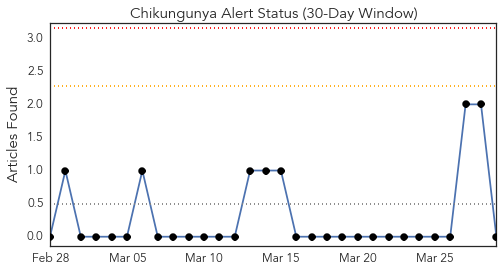 Chikungunya Alert Status (30-Day Window)
Articles Found
3.0
2.5
2.0
1.5
1.0
0.5
0.0
Feb 28 Mar 05 Mar 10 Mar 15 Mar 20 Mar 25